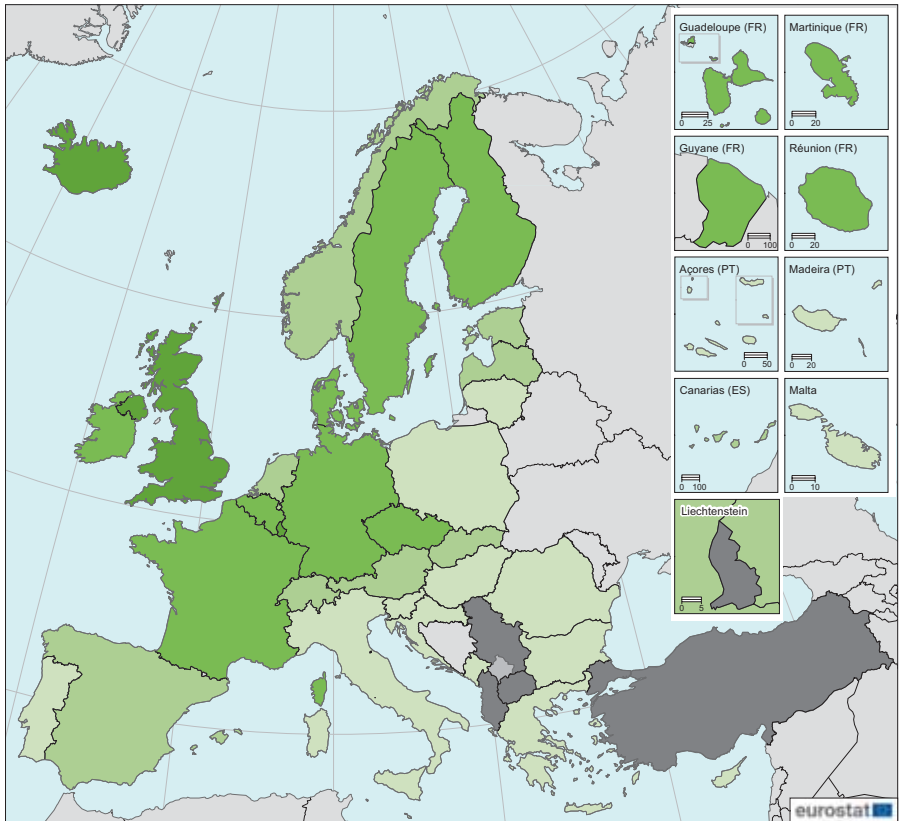 Guadeloupe (FR)
0 25
Martinique (FR)
0 20
Guyane (FR)
0 100
Réunion (FR)
0 20
Açores (PT)
0 50
Madeira (PT)
0 20
Canarias (ES)
0 100
Malta
0 10
Liechtenstein
0 5
eurostat